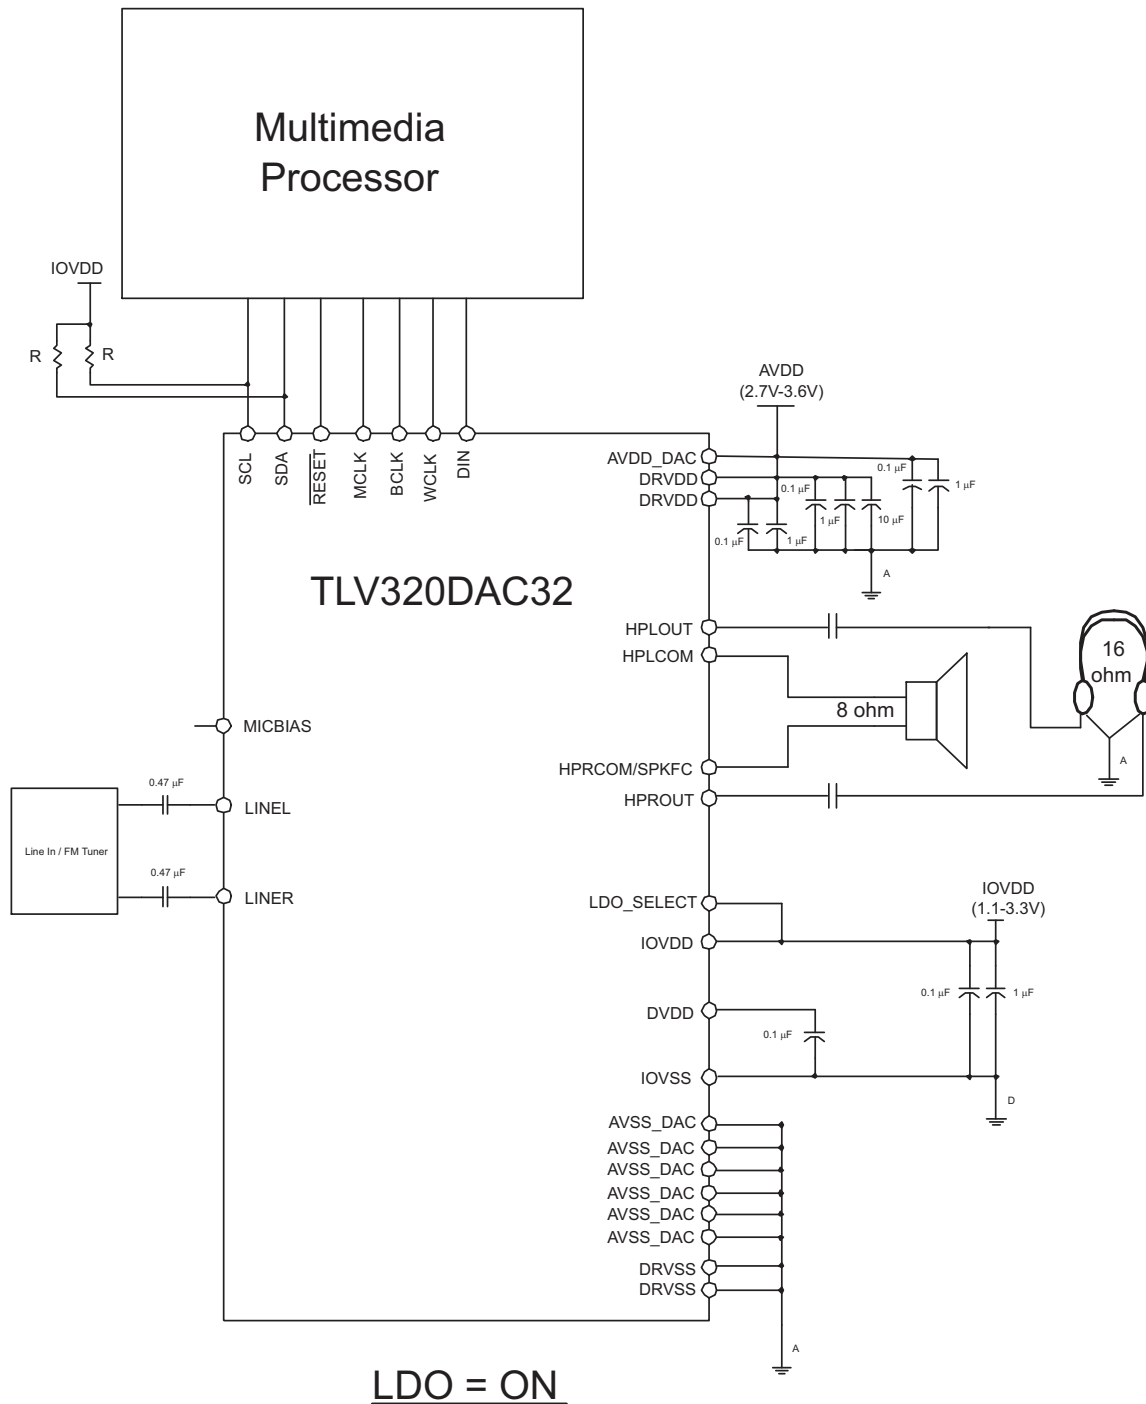 Multimedia
Processor
IOVDD
R
R
AVDD
(2.7V-3.6V)
SCL
SDA
RESET
MCLK
BCLK
WCLK
DIN
AVDD_DAC
DRVDD
DRVDD
0.1 µF
1 µF
0.1 µF
1 µF
10 µF
0.1 µF
1 µF
A
TLV320DAC32
HPLOUT
HPLCOM
16
ohm
8 ohm
MICBIAS
A
HPRCOM/SPKFC
HPROUT
0.47 µF
LINEL
Line In / FM Tuner
0.47 µF
LINER
LDO_SELECT
IOVDD
(1.1-3.3V)
IOVDD
0.1 µF
1 µF
DVDD
0.1 µF
IOVSS
D
AVSS_DAC
AVSS_DAC
AVSS_DAC
AVSS_DAC
AVSS_DAC
AVSS_DAC
DRVSS
DRVSS
A
LDO = ON